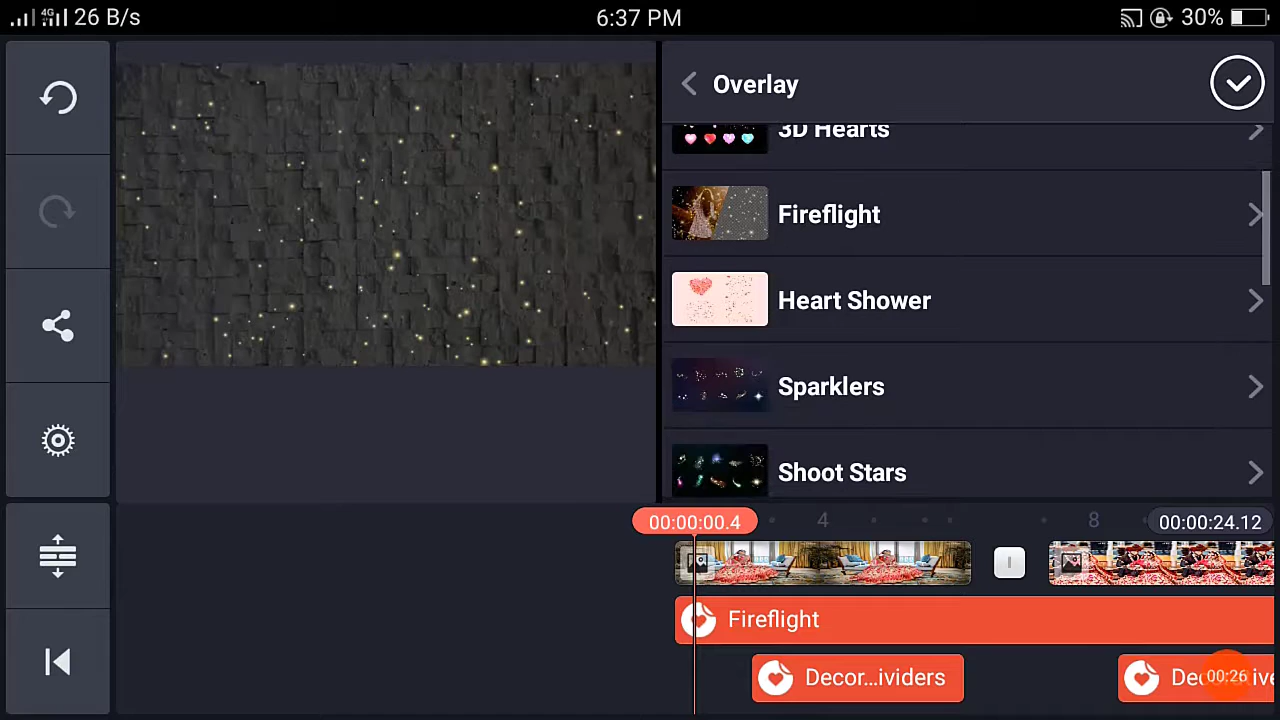 4G 26 B/s 6:37 PM 30%
Overlay
3D Hearts
Fireflight
Heart Shower
Sparklers
Shoot Stars
00:00:00.4 4 8 00:00:24.12
Fireflight
Decor...ividers
00:26